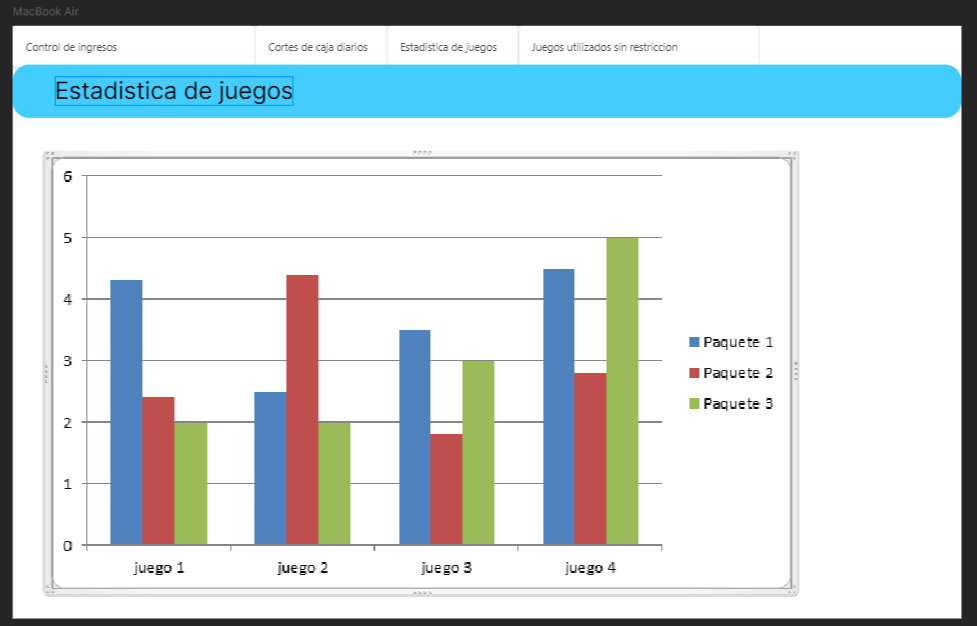 MacBook Air
Control de ingresos
Cortes de caja diarios
Estadistica de juegos
Juegos utilizados sin restriccion
Estadistica de juegos
6
5
4
3
2
1
0
juego 1
juego 2
juego 3
juego 4
Paquete 1
Paquete 2
Paquete 3